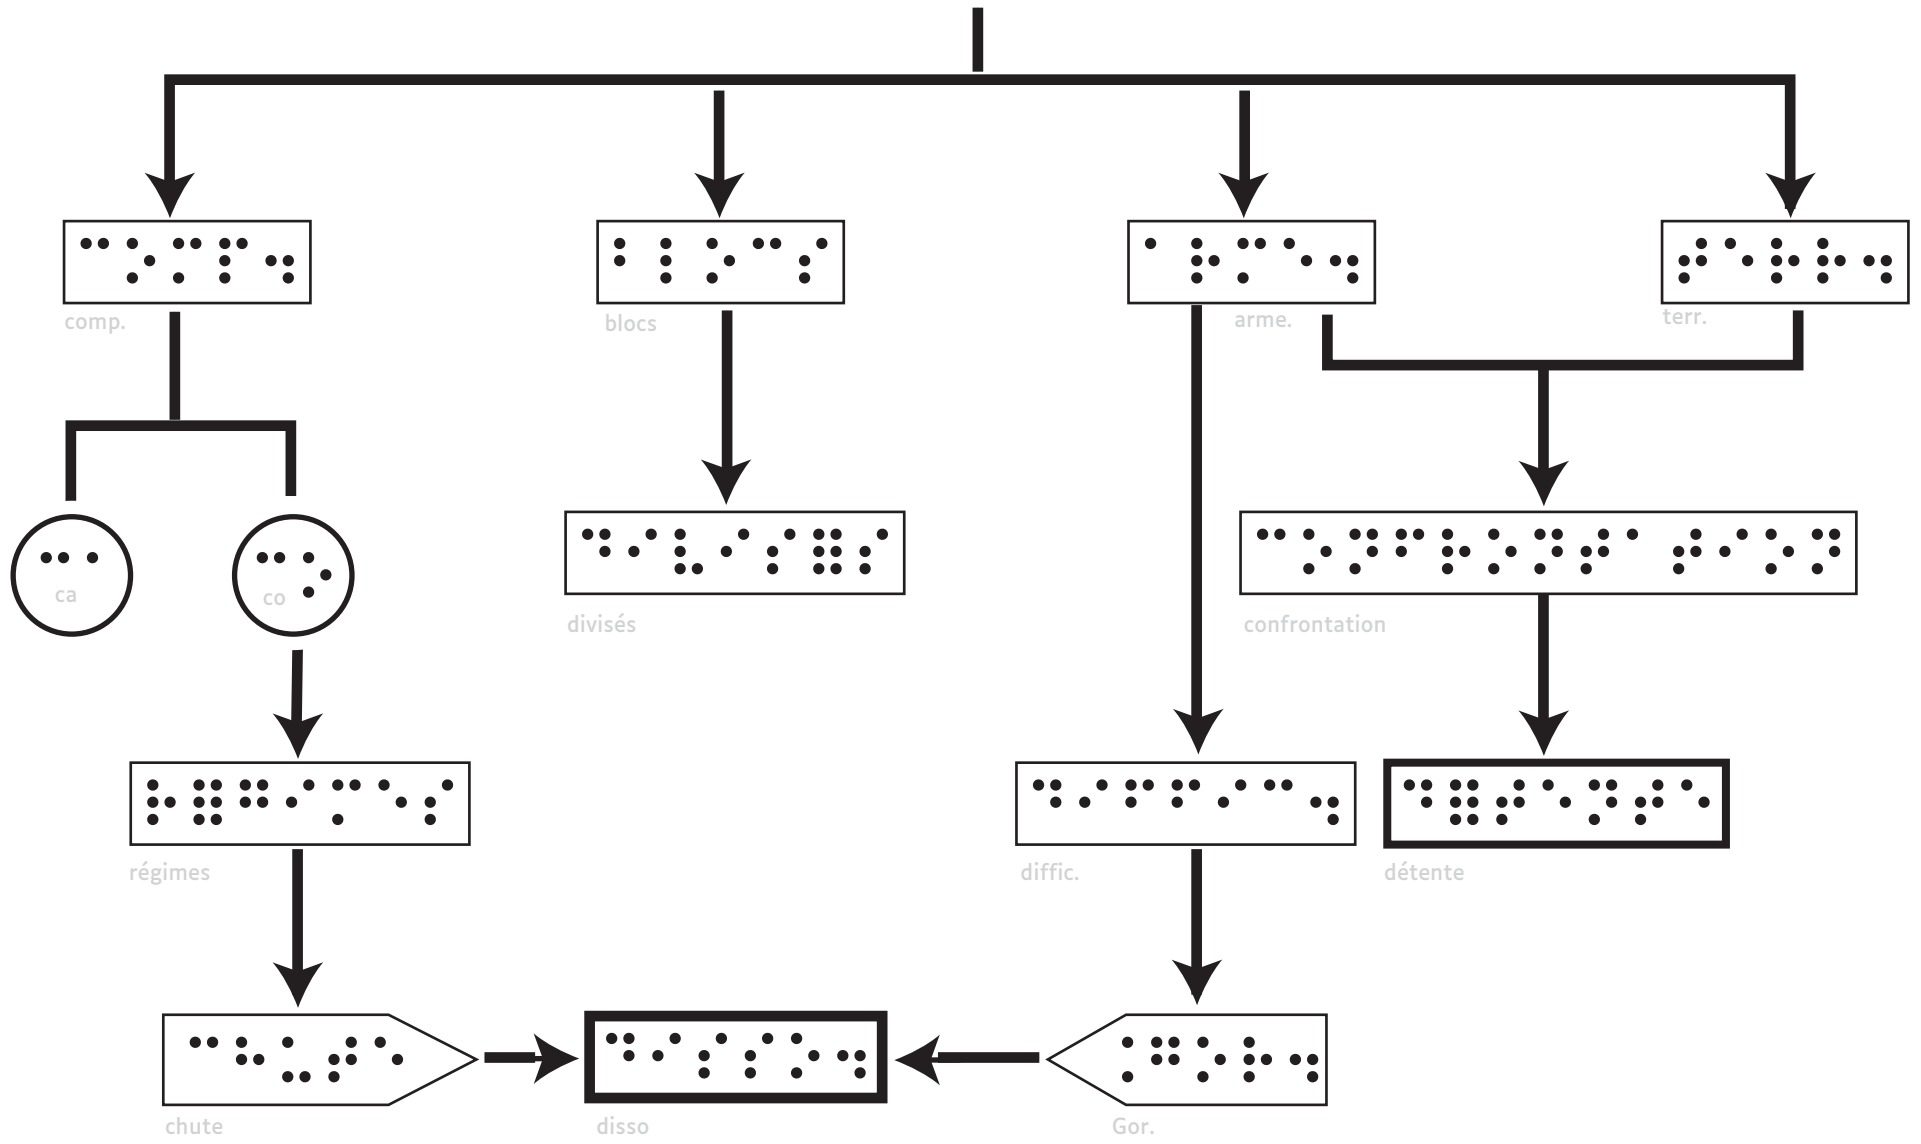 ⠉⠕⠍⠏⠲
comp.
⠃⠇⠕⠉⠎
blocs
⠁⠗⠍⠑⠲
arme.
⠞⠑⠗⠗⠲
terr.
⠉⠁
ca
⠉⠕
co
⠙⠊⠧⠊⠎⠿⠎
divisés
⠉⠕⠝⠋⠗⠕⠝⠞⠁⠞⠊⠕⠝
confrontation
⠗⠿⠛⠊⠍⠑⠎
régimes
⠙⠊⠋⠋⠊⠉⠲
diffic.
⠙⠿⠞⠑⠝⠞⠑
détente
⠉⠓⠥⠞⠑
chute
⠙⠊⠎⠎⠕⠲
disso
⠅⠛⠕⠗⠲
Gor.